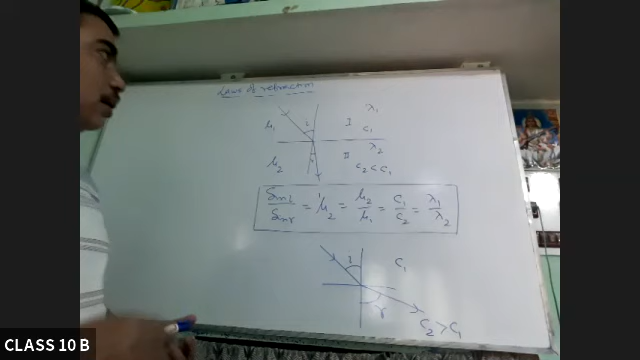 Laws of refraction
λ₁
μ₁ i I c₁
λ₂
μ₂ r II c₂ < c₁
Sin i / Sin r = ¹μ₂ = μ₂/μ₁ = c₁/c₂ = λ₁/λ₂
i c₁
r
c₂ > c₁
CLASS 10 B